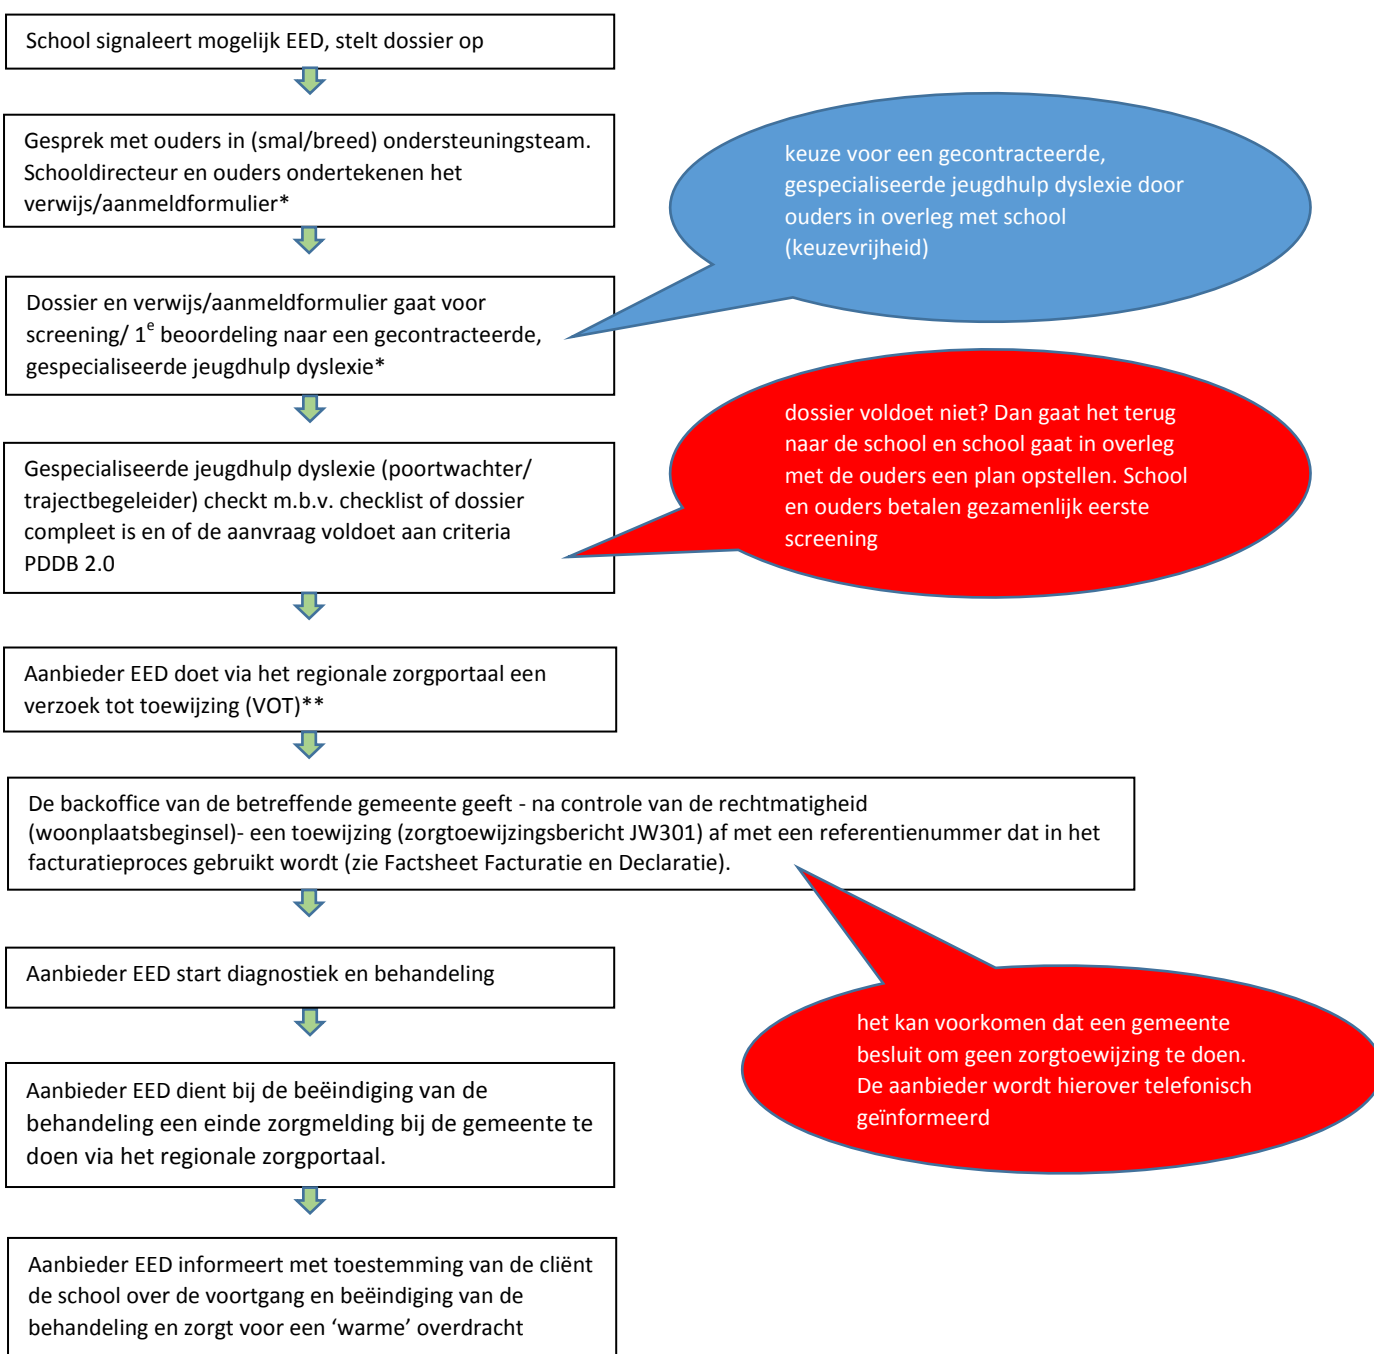 School signaleert mogelijk EED, stelt dossier op
Gesprek met ouders in (smal/breed) ondersteuningsteam.
Schooldirecteur en ouders ondertekenen het
verwijs/aanmeldformulier*
keuze voor een gecontracteerde,
gespecialiseerde jeugdhulp dyslexie door
ouders in overleg met school
(keuzevrijheid)
Dossier en verwijs/aanmeldformulier gaat voor
screening/ 1e beoordeling naar een gecontracteerde,
gespecialiseerde jeugdhulp dyslexie*
dossier voldoet niet? Dan gaat het terug
naar de school en school gaat in overleg
met de ouders een plan opstellen. School
en ouders betalen gezamenlijk eerste
screening
Gespecialiseerde jeugdhulp dyslexie (poortwachter/
trajectbegeleider) checkt m.b.v. checklist of dossier
compleet is en of de aanvraag voldoet aan criteria
PDDB 2.0
Aanbieder EED doet via het regionale zorgportaal een
verzoek tot toewijzing (VOT)**
De backoffice van de betreffende gemeente geeft - na controle van de rechtmatigheid
(woonplaatsbeginsel)- een toewijzing (zorgtoewijzingsbericht JW301) af met een referentienummer dat in het
facturatieproces gebruikt wordt (zie Factsheet Facturatie en Declaratie).
Aanbieder EED start diagnostiek en behandeling
het kan voorkomen dat een gemeente
besluit om geen zorgtoewijzing te doen.
De aanbieder wordt hierover telefonisch
geïnformeerd
Aanbieder EED dient bij de beëindiging van de
behandeling een einde zorgmelding bij de gemeente te
doen via het regionale zorgportaal.
Aanbieder EED informeert met toestemming van de cliënt
de school over de voortgang en beëindiging van de
behandeling en zorgt voor een ‘warme’ overdracht